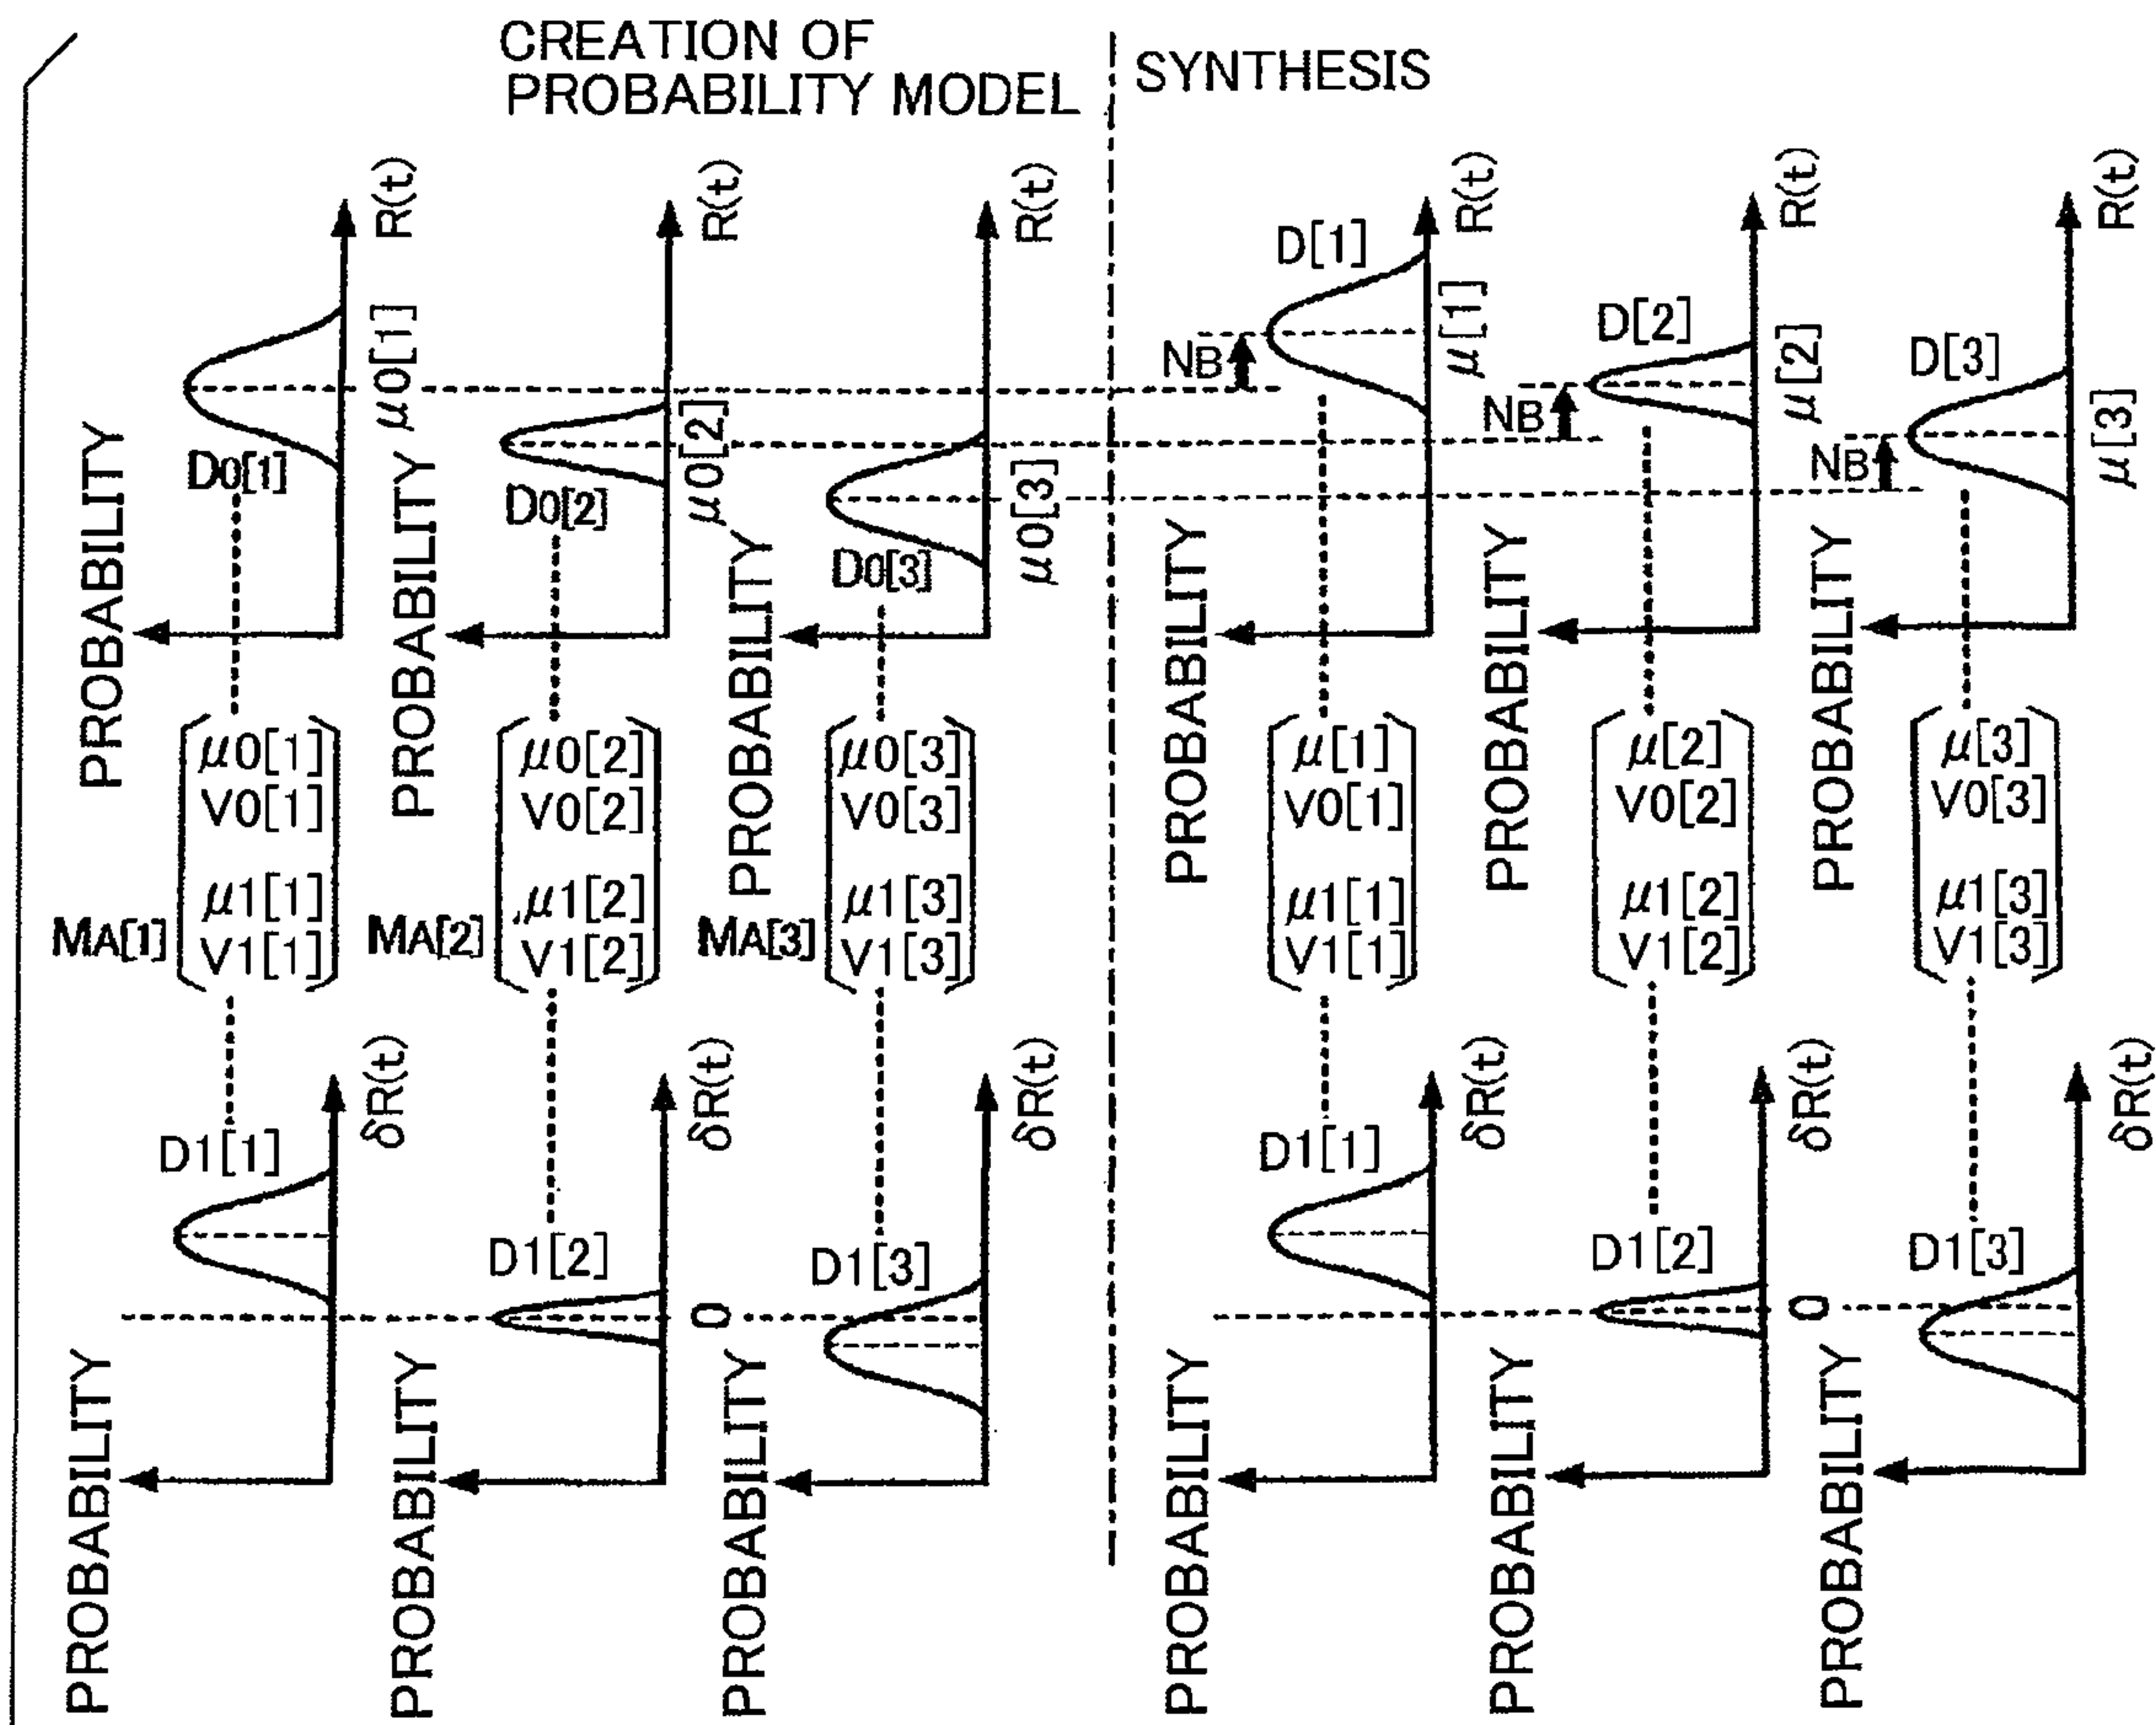 CREATION OF
PROBABILITY MODEL
SYNTHESIS
PROBABILITY
D0[1]
μ0[1]
R(t)
PROBABILITY
D0[2]
μ0[2]
R(t)
PROBABILITY
D0[3]
μ0[3]
R(t)
PROBABILITY
NB
D[1]
μ[1]
R(t)
PROBABILITY
NB
D[2]
μ[2]
R(t)
PROBABILITY
NB
D[3]
μ[3]
R(t)
MA[1]
μ0[1]
V0[1]
μ1[1]
V1[1]
MA[2]
μ0[2]
V0[2]
μ1[2]
V1[2]
MA[3]
μ0[3]
V0[3]
μ1[3]
V1[3]
μ[1]
V0[1]
μ1[1]
V1[1]
μ[2]
V0[2]
μ1[2]
V1[2]
μ[3]
V0[3]
μ1[3]
V1[3]
PROBABILITY
D1[1]
δR(t)
PROBABILITY
D1[2]
δR(t)
0
PROBABILITY
D1[3]
δR(t)
PROBABILITY
D1[1]
δR(t)
PROBABILITY
D1[2]
δR(t)
0
PROBABILITY
D1[3]
δR(t)